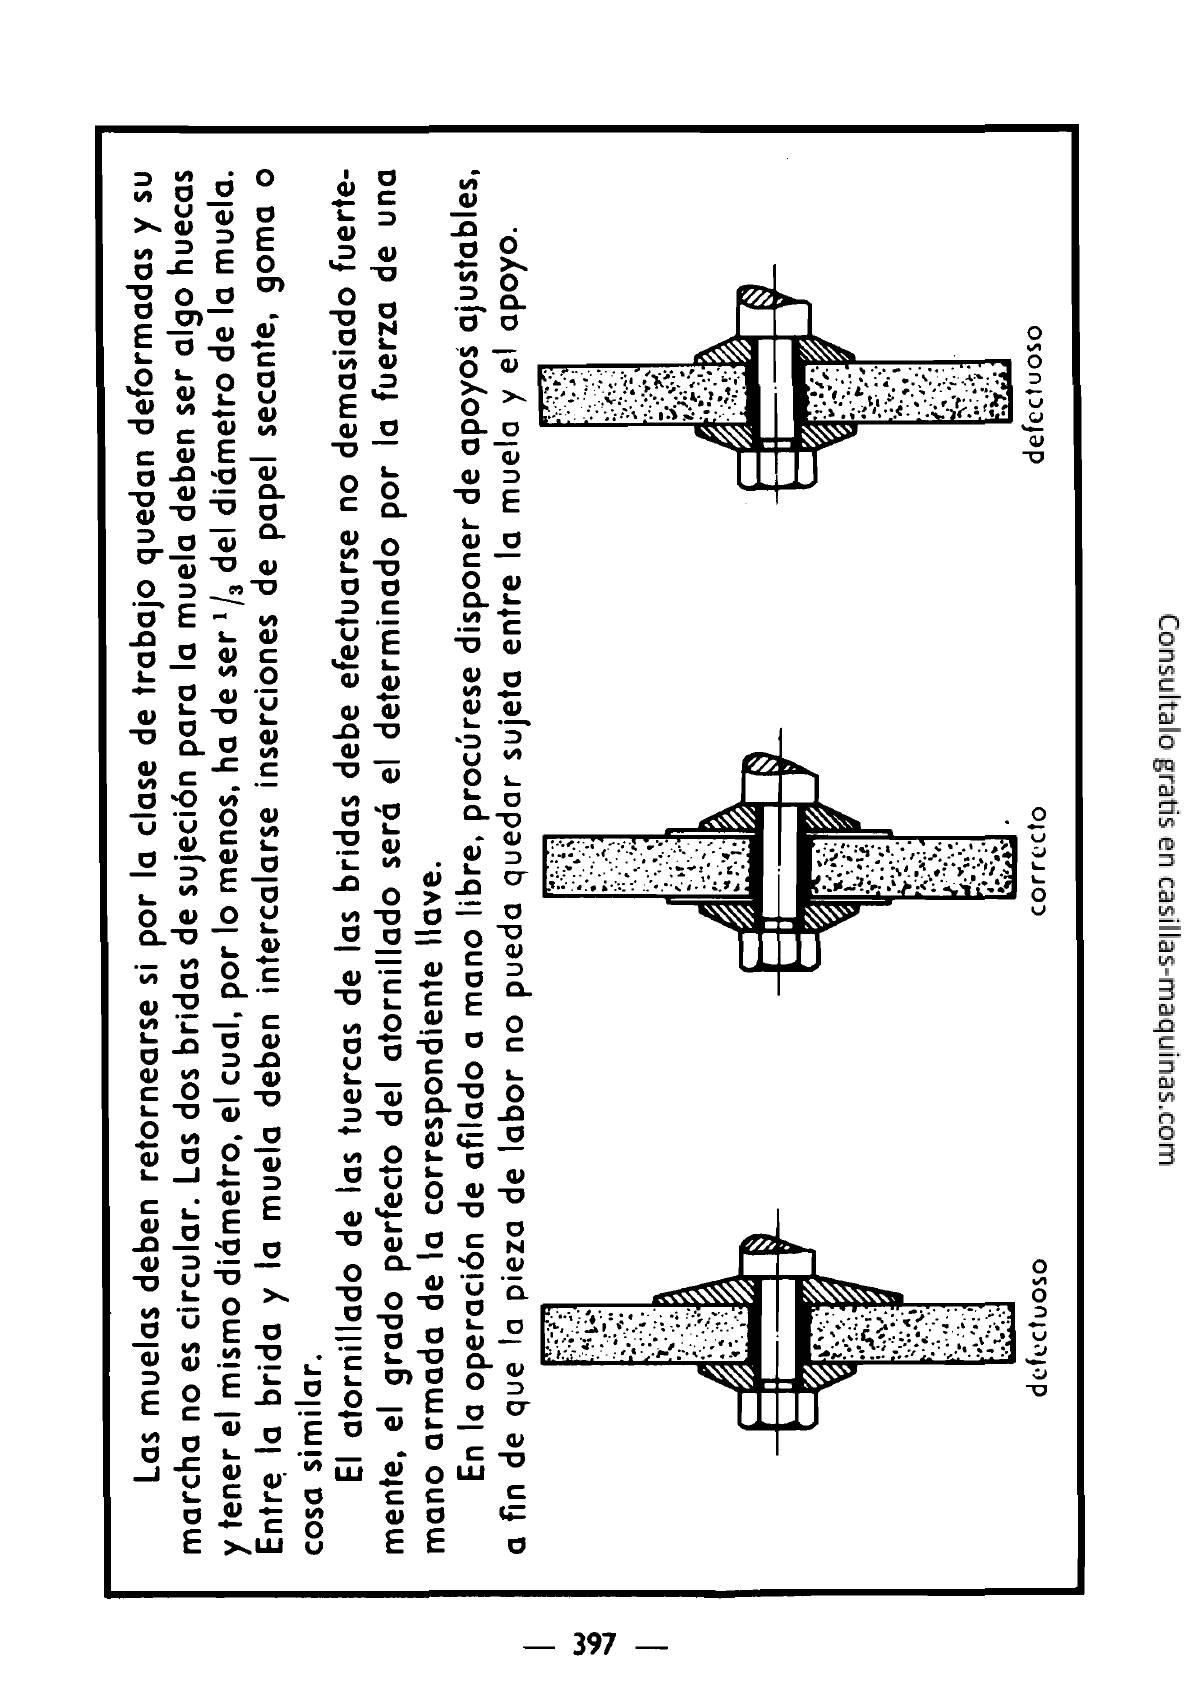 Las muelas deben retornearse si por la clase de trabajo quedan deformadas y su
marcha no es circular. Las dos bridas de sujeción para la muela deben ser algo huecas
y tener el mismo diámetro, el cual, por lo menos, ha de ser 1/3 del diámetro de la muela.
Entre la brida y la muela deben intercalarse inserciones de papel secante, goma o
cosa similar.
El atornillado de las tuercas de las bridas debe efectuarse no demasiado fuerte-
mente, el grado perfecto del atornillado será el determinado por la fuerza de una
mano armada de la correspondiente llave.
En la operación de afilado a mano libre, procúrese disponer de apoyos ajustables,
a fin de que la pieza de labor no pueda quedar sujeta entre la muela y el apoyo.
defectuoso
correcto
defectuoso
— 397 —
Consultalo gratis en casillas-maquinas.com